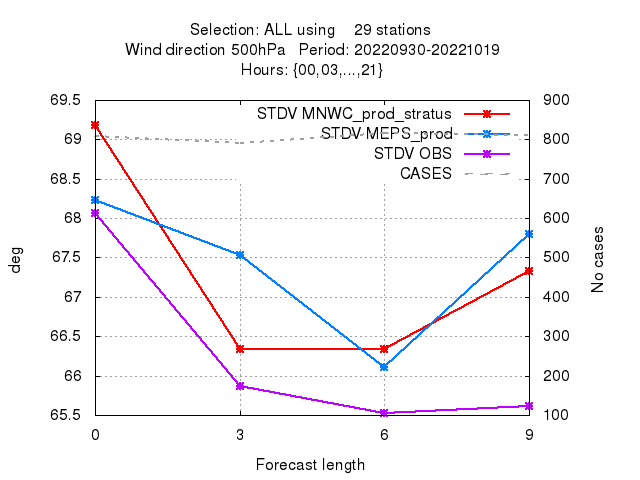 Selection: ALL using    29 stations
Wind direction 500hPa   Period: 20220930-20221019
Hours: {00,03,...,21}
STDV MNWC_prod_stratus
STDV MEPS_prod
STDV OBS
CASES
69.5
69
68.5
68
67.5
67
66.5
66
65.5
900
800
700
600
500
400
300
200
100
deg
No cases
0
3
6
9
Forecast length